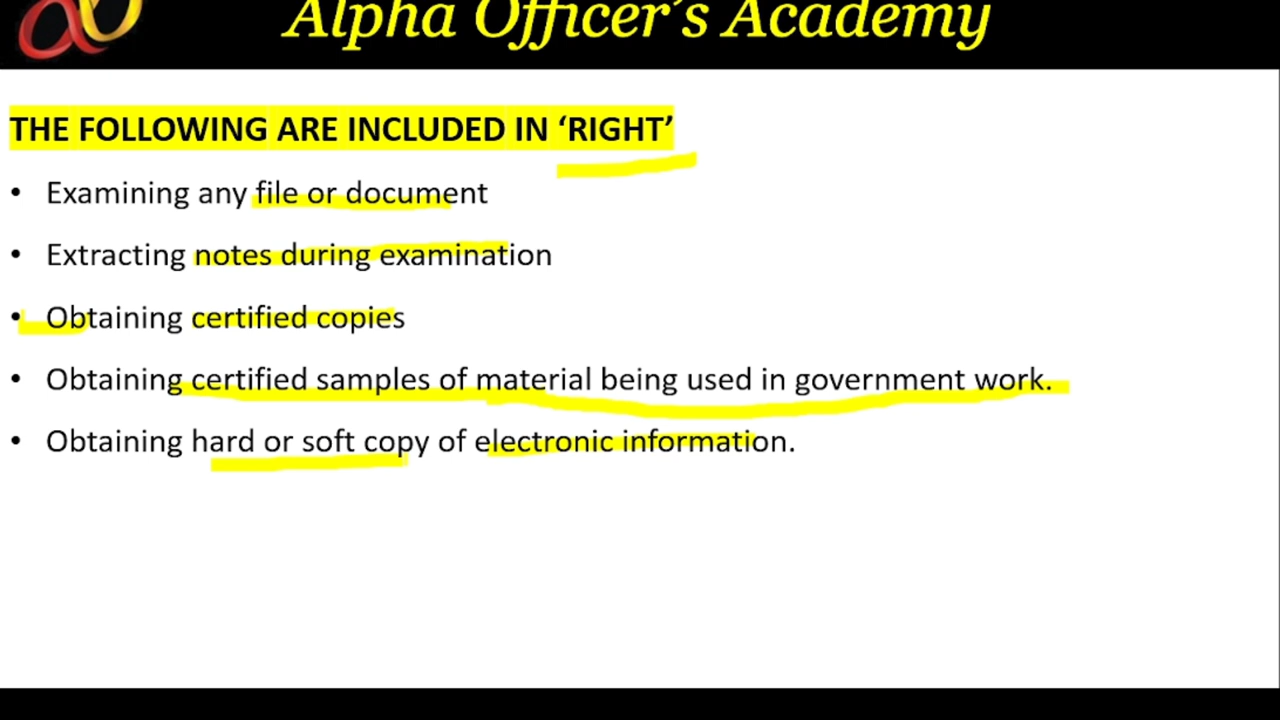 Alpha Officer's Academy
THE FOLLOWING ARE INCLUDED IN ‘RIGHT’
• Examining any file or document
• Extracting notes during examination
• Obtaining certified copies
• Obtaining certified samples of material being used in government work.
• Obtaining hard or soft copy of electronic information.